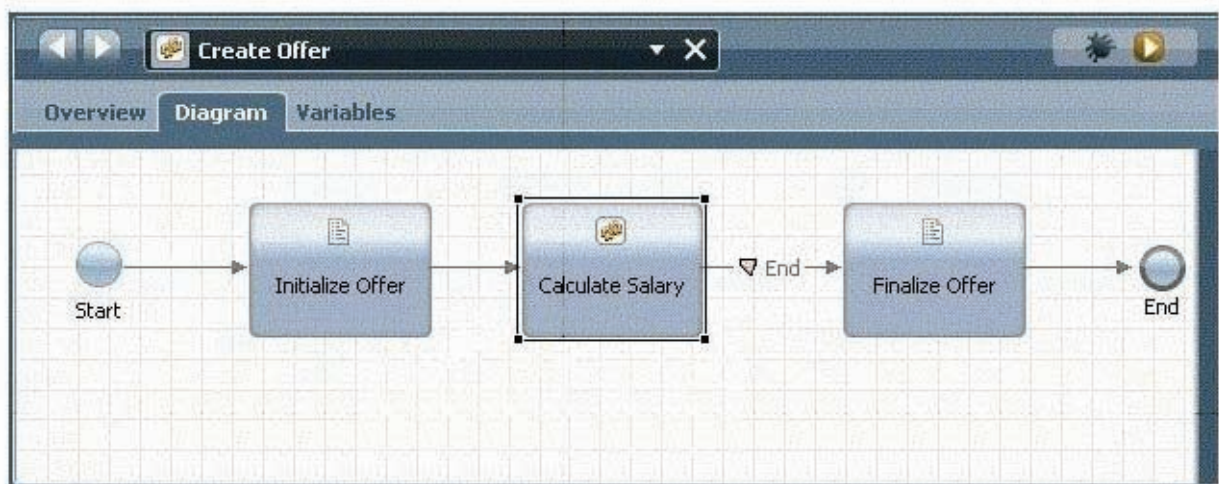 Create Offer
Overview Diagram Variables
Start
Initialize Offer
Calculate Salary
End
Finalize Offer
End